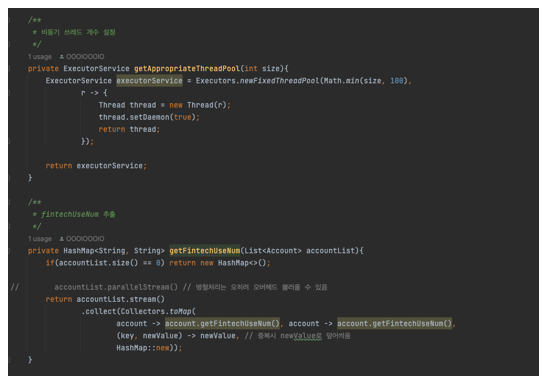 /**
* 비동기 쓰레드 개수 설정
*/
1 usage OOOIOOOIO
private ExecutorService getAppropriateThreadPool(int size){
ExecutorService executorService = Executors.newFixedThreadPool(Math.min(size, 100),
r -> {
Thread thread = new Thread(r);
thread.setDaemon(true);
return thread;
});
return executorService;
}
/**
* fintechUseNum 추출
*/
1 usage OOOIOOOIO
private HashMap<String, String> getFintechUseNum(List<Account> accountList){
if(accountList.size() == 0) return new HashMap<>();
// accountList.parallelStream() // 병렬처리는 오히려 오버헤드 불러올 수 있음
return accountList.stream()
.collect(Collectors.toMap(
account -> account.getFintechUseNum(), account -> account.getFintechUseNum(),
(key, newValue) -> newValue, // 중복시 newValue로 덮어씌움
HashMap::new));
}